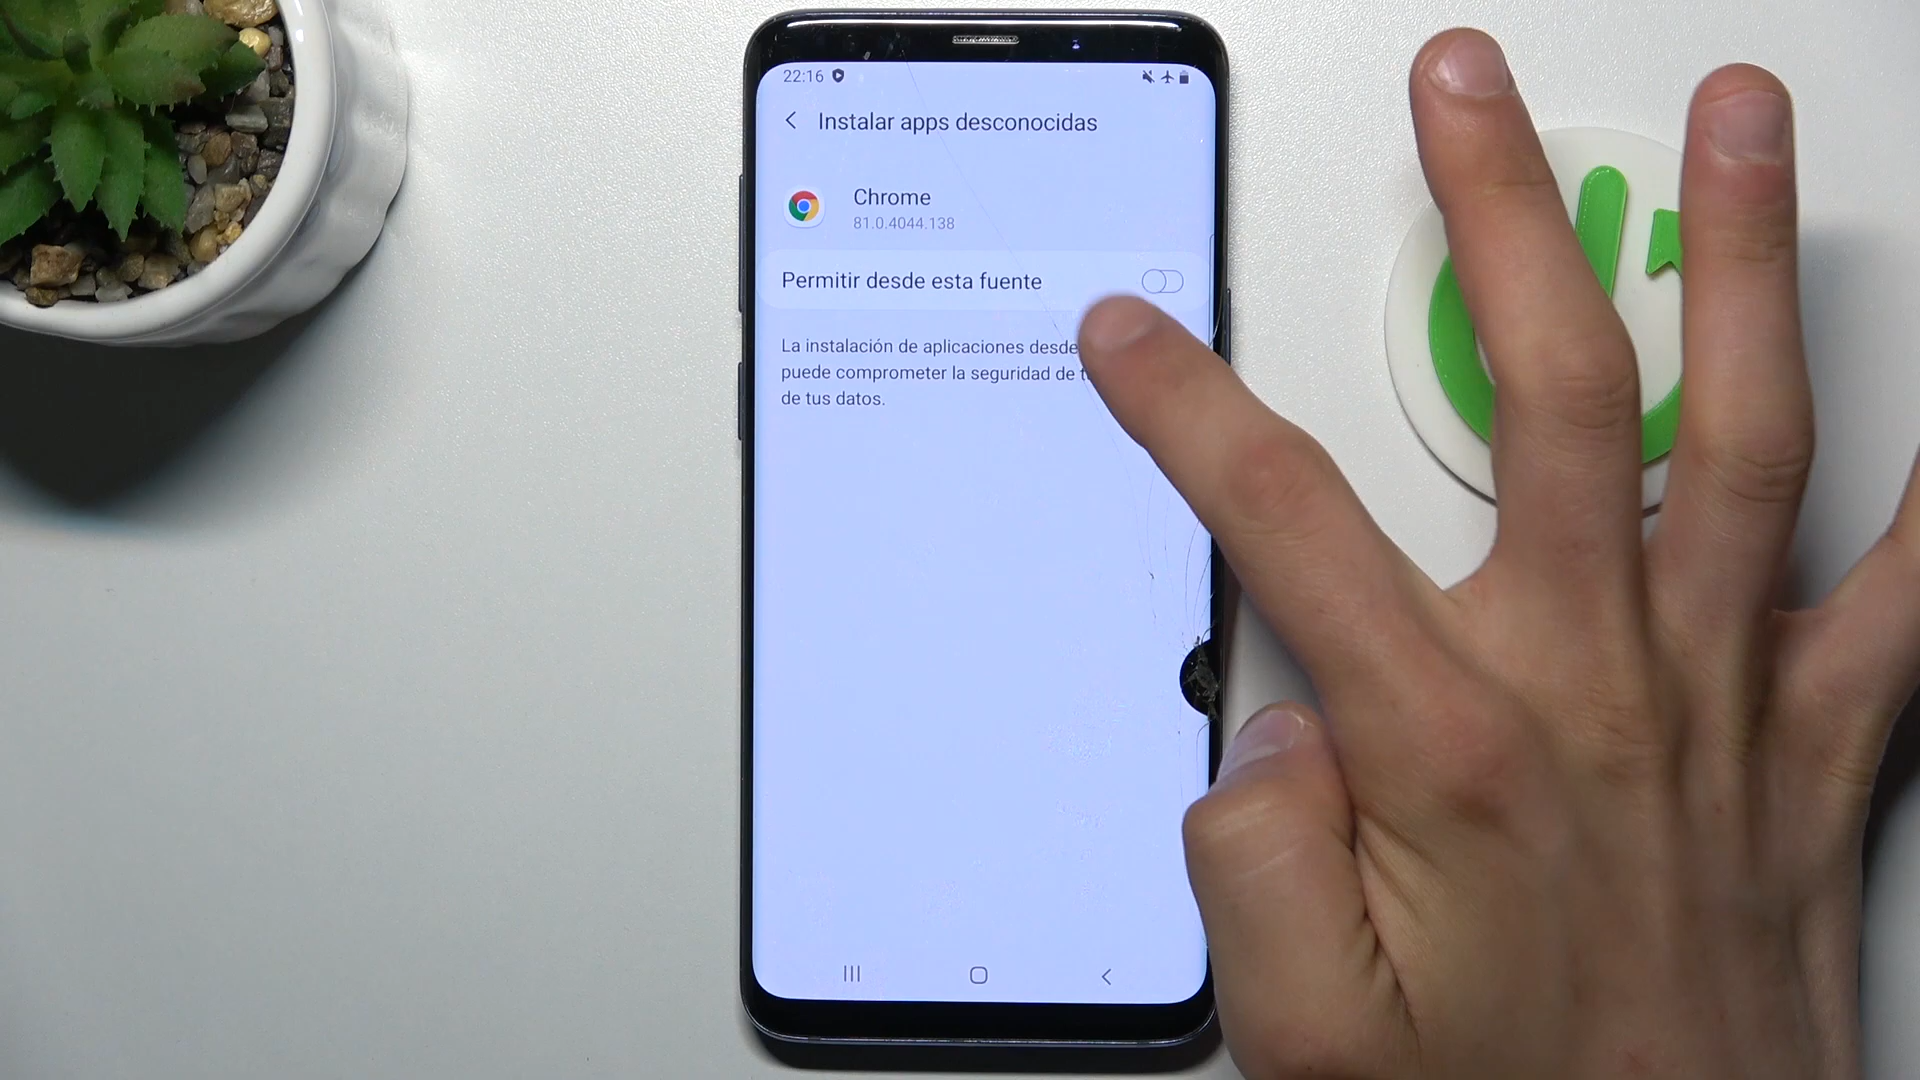 22:16
Instalar apps desconocidas
Chrome
81.0.4044.138
Permitir desde esta fuente
La instalación de aplicaciones desde
puede comprometer la seguridad de
de tus datos.